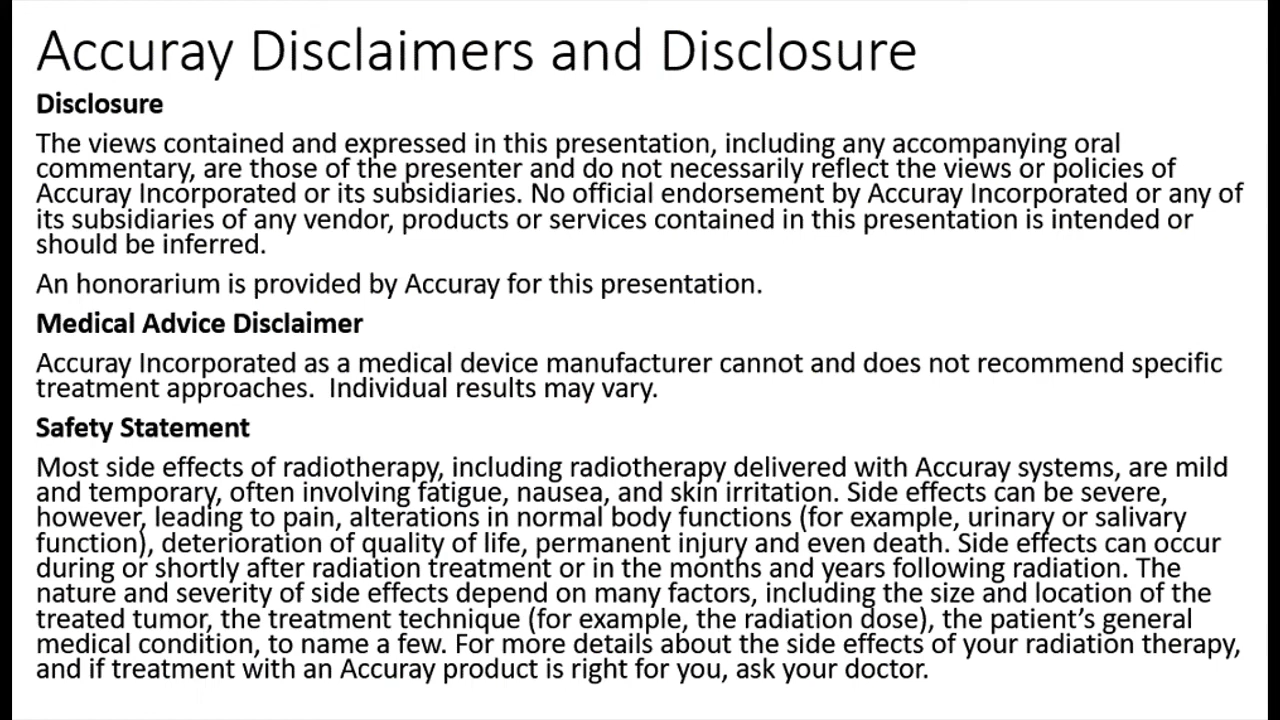 Accuray Disclaimers and Disclosure
Disclosure
The views contained and expressed in this presentation, including any accompanying oral
commentary, are those of the presenter and do not necessarily reflect the views or policies of
Accuray Incorporated or its subsidiaries. No official endorsement by Accuray Incorporated or any of
its subsidiaries of any vendor, products or services contained in this presentation is intended or
should be inferred.
An honorarium is provided by Accuray for this presentation.
Medical Advice Disclaimer
Accuray Incorporated as a medical device manufacturer cannot and does not recommend specific
treatment approaches.  Individual results may vary.
Safety Statement
Most side effects of radiotherapy, including radiotherapy delivered with Accuray systems, are mild
and temporary, often involving fatigue, nausea, and skin irritation. Side effects can be severe,
however, leading to pain, alterations in normal body functions (for example, urinary or salivary
function), deterioration of quality of life, permanent injury and even death. Side effects can occur
during or shortly after radiation treatment or in the months and years following radiation. The
nature and severity of side effects depend on many factors, including the size and location of the
treated tumor, the treatment technique (for example, the radiation dose), the patient’s general
medical condition, to name a few. For more details about the side effects of your radiation therapy,
and if treatment with an Accuray product is right for you, ask your doctor.